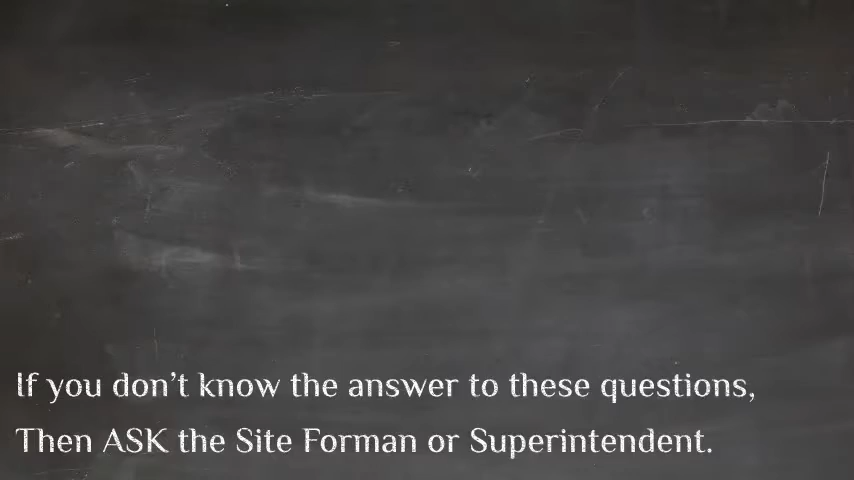 If you don’t know the answer to these questions,
Then ASK the Site Forman or Superintendent.